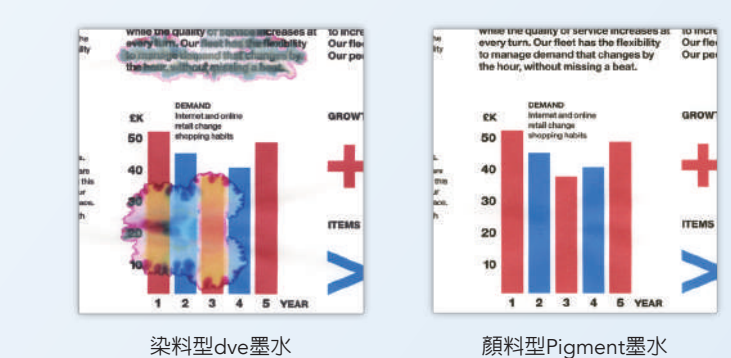 while the quality of service increases at
every turn. Our fleet has the flexibility
to manage demand that changes by
the hour, without missing a beat.
to incre
Our fle
Our pe
DEMAND
Internet and online
retail change
shopping habits
£K
50
40
30
20
10
1 2 3 4 5 YEAR
GROWT
+
ITEMS
>
染料型dve墨水
while the quality of service increases at
every turn. Our fleet has the flexibility
to manage demand that changes by
the hour, without missing a beat.
to incre
Our fle
Our pe
DEMAND
Internet and online
retail change
shopping habits
£K
50
40
30
20
10
1 2 3 4 5 YEAR
GROW
+
ITEMS
>
顏料型Pigment墨水